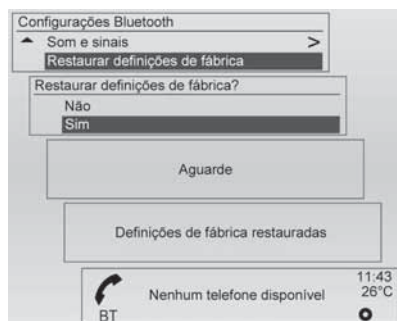 Configurações Bluetooth
Som e sinais >
Restaurar definições de fábrica
Restaurar definições de fábrica?
Não
Sim
Aguarde
Definições de fábrica restauradas
11:43
Nenhum telefone disponível 26°C
BT